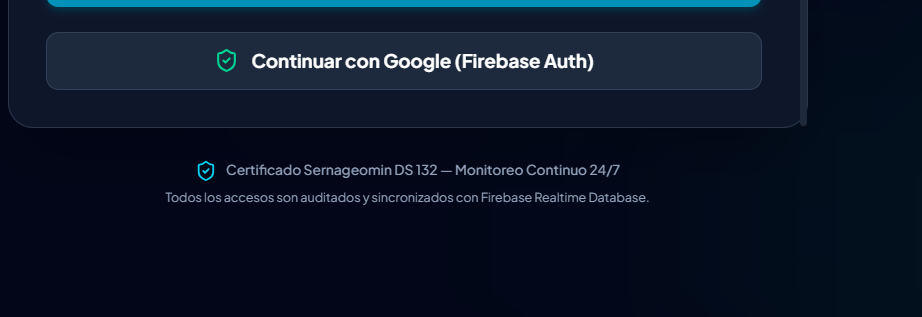 Continuar con Google (Firebase Auth)
Certificado Sernageomin DS 132 — Monitoreo Continuo 24/7
Todos los accesos son auditados y sincronizados con Firebase Realtime Database.